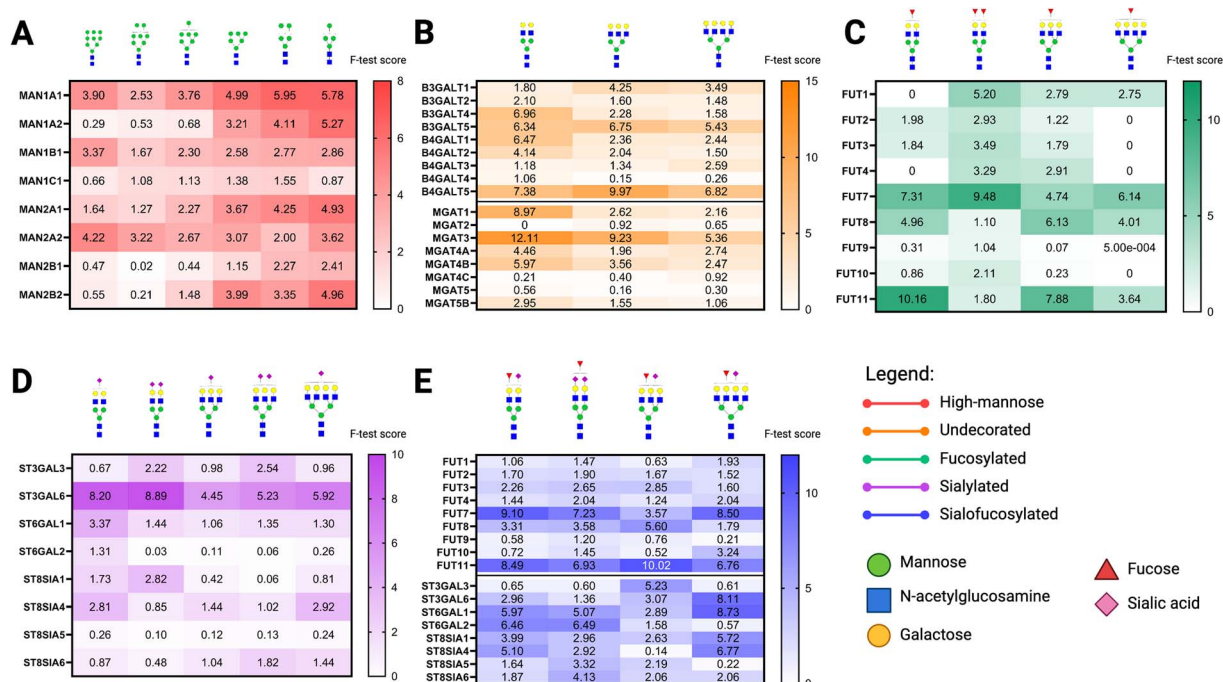 A
F-test score
MAN1A1 3.90 2.53 3.76 4.99 5.95 5.78
MAN1A2 0.29 0.53 0.68 3.21 4.11 5.27
MAN1B1 3.37 1.67 2.30 2.58 2.77 2.86
MAN1C1 0.66 1.08 1.13 1.38 1.55 0.87
MAN2A1 1.64 1.27 2.27 3.67 4.25 4.93
MAN2A2 4.22 3.22 2.67 3.07 2.00 3.62
MAN2B1 0.47 0.02 0.44 1.15 2.27 2.41
MAN2B2 0.55 0.21 1.48 3.99 3.35 4.96
8
6
4
2
0
B
F-test score
B3GALT1 1.80 4.25 3.49
B3GALT2 2.10 1.60 1.48
B3GALT4 6.96 2.28 1.58
B3GALT5 6.34 6.75 5.43
B4GALT1 6.47 2.36 2.44
B4GALT2 4.14 2.04 1.50
B4GALT3 1.18 1.34 2.59
B4GALT4 1.06 0.15 0.26
B4GALT5 7.38 9.97 6.82
MGAT1 8.97 2.62 2.16
MGAT2 0 0.92 0.65
MGAT3 12.11 9.23 5.36
MGAT4A 4.46 1.96 2.74
MGAT4B 5.97 3.56 2.47
MGAT4C 0.21 0.40 0.92
MGAT5 0.56 0.16 0.30
MGAT5B 2.95 1.55 1.06
15
10
5
0
C
F-test score
FUT1 0 5.20 2.79 2.75
FUT2 1.98 2.93 1.22 0
FUT3 1.84 3.49 1.79 0
FUT4 0 3.29 2.91 0
FUT7 7.31 9.48 4.74 6.14
FUT8 4.96 1.10 6.13 4.01
FUT9 0.31 1.04 0.07 5.00e-004
FUT10 0.86 2.11 0.23 0
FUT11 10.16 1.80 7.88 3.64
10
5
0
D
F-test score
ST3GAL3 0.67 2.22 0.98 2.54 0.96
ST3GAL6 8.20 8.89 4.45 5.23 5.92
ST6GAL1 3.37 1.44 1.06 1.35 1.30
ST6GAL2 1.31 0.03 0.11 0.06 0.26
ST8SIA1 1.73 2.82 0.42 0.06 0.81
ST8SIA4 2.81 0.85 1.44 1.02 2.92
ST8SIA5 0.26 0.10 0.12 0.13 0.24
ST8SIA6 0.87 0.48 1.04 1.82 1.44
10
8
6
4
2
0
E
F-test score
FUT1 1.06 1.47 0.63 1.93
FUT2 1.70 1.90 1.67 1.52
FUT3 2.26 2.65 2.85 1.60
FUT4 1.44 2.04 1.24 2.04
FUT7 9.10 7.23 3.57 8.50
FUT8 3.31 3.58 5.60 1.79
FUT9 0.58 1.20 0.76 0.21
FUT10 0.72 1.45 0.52 3.24
FUT11 8.49 6.93 10.02 6.76
ST3GAL3 0.65 0.60 5.23 0.61
ST3GAL6 2.96 1.36 3.07 8.11
ST6GAL1 5.97 5.07 2.89 8.73
ST6GAL2 6.46 6.49 1.58 0.57
ST8SIA1 3.99 2.96 2.63 5.72
ST8SIA4 5.10 2.92 0.14 6.77
ST8SIA5 1.64 3.32 2.19 0.22
ST8SIA6 1.87 4.13 2.06 2.06
10
5
0
Legend:
High-mannose
Undecorated
Fucosylated
Sialylated
Sialofucosylated
Mannose
N-acetylglucosamine
Galactose
Fucose
Sialic acid